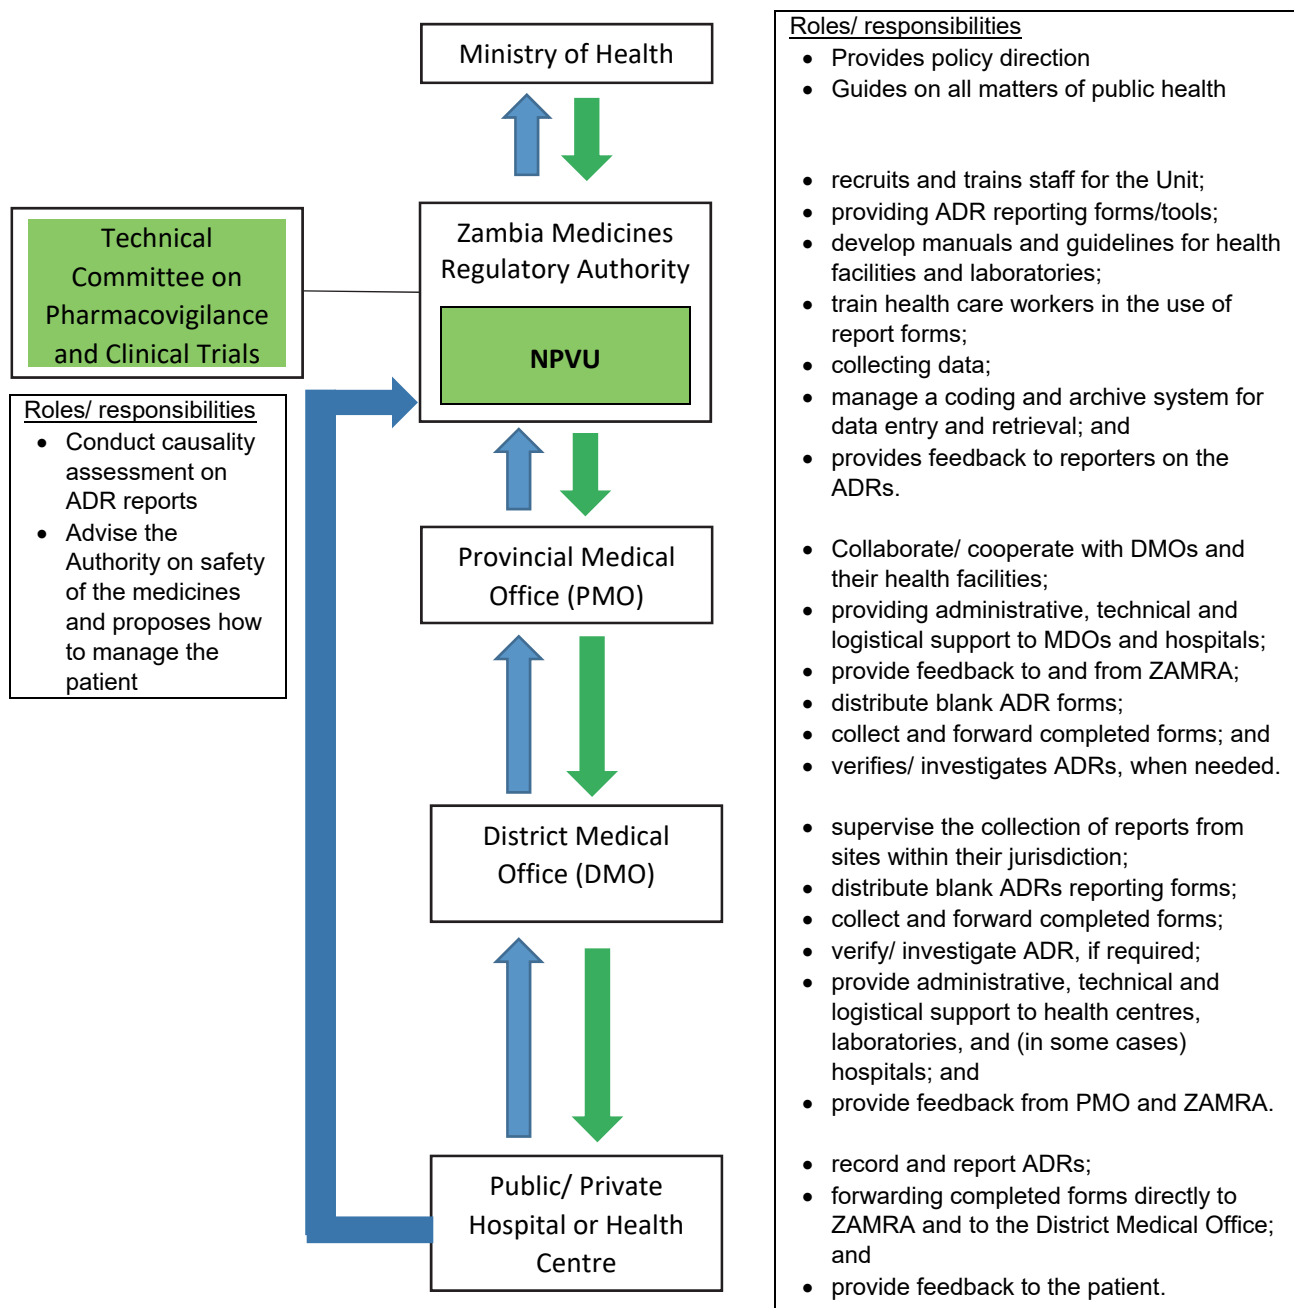 Ministry of Health
Technical
Committee on
Pharmacovigilance
and Clinical Trials
Zambia Medicines
Regulatory Authority
NPVU
Roles/ responsibilities
• Conduct causality
assessment on
ADR reports
• Advise the
Authority on safety
of the medicines
and proposes how
to manage the
patient
Provincial Medical
Office (PMO)
District Medical
Office (DMO)
Public/ Private
Hospital or Health
Centre
Roles/ responsibilities
• Provides policy direction
• Guides on all matters of public health
• recruits and trains staff for the Unit;
• providing ADR reporting forms/tools;
• develop manuals and guidelines for health
facilities and laboratories;
• train health care workers in the use of
report forms;
• collecting data;
• manage a coding and archive system for
data entry and retrieval; and
• provides feedback to reporters on the
ADRs.
• Collaborate/ cooperate with DMOs and
their health facilities;
• providing administrative, technical and
logistical support to MDOs and hospitals;
• provide feedback to and from ZAMRA;
• distribute blank ADR forms;
• collect and forward completed forms; and
• verifies/ investigates ADRs, when needed.
• supervise the collection of reports from
sites within their jurisdiction;
• distribute blank ADRs reporting forms;
• collect and forward completed forms;
• verify/ investigate ADR, if required;
• provide administrative, technical and
logistical support to health centres,
laboratories, and (in some cases)
hospitals; and
• provide feedback from PMO and ZAMRA.
• record and report ADRs;
• forwarding completed forms directly to
ZAMRA and to the District Medical Office;
and
• provide feedback to the patient.